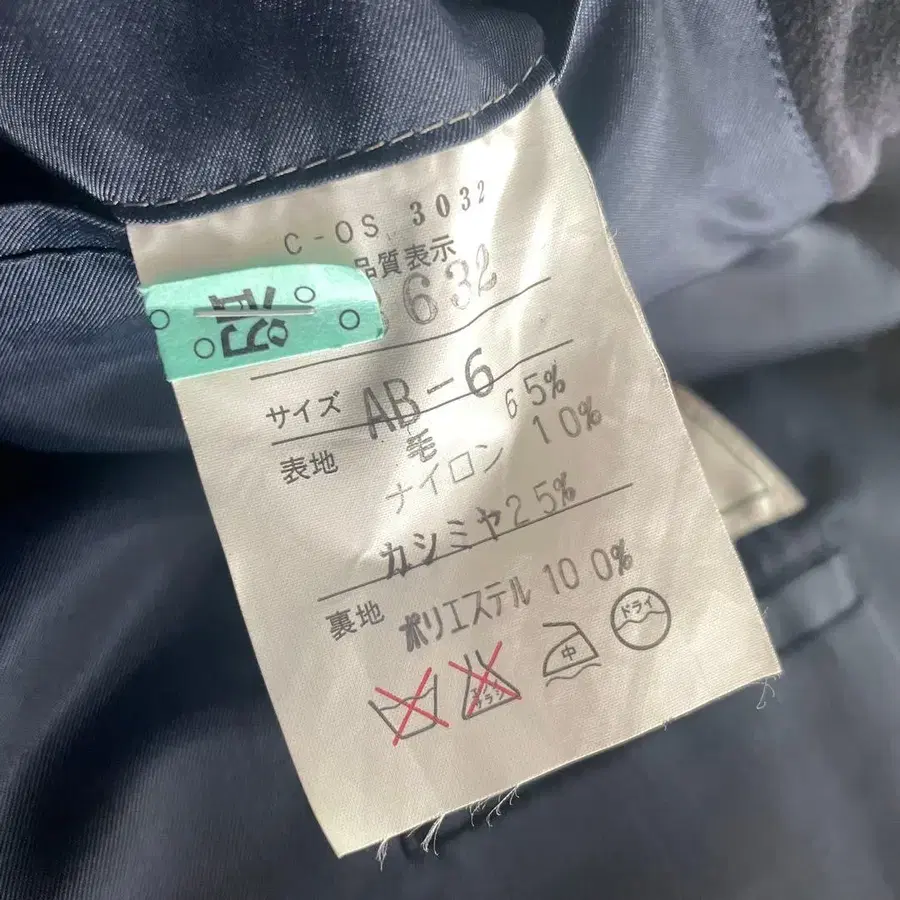 C-OS 3032
品質表示
632
サイズ AB-6
表地 毛 65%
ナイロン 10%
カシミヤ 25%
裏地 ポリエステル 100%
中
ドライ